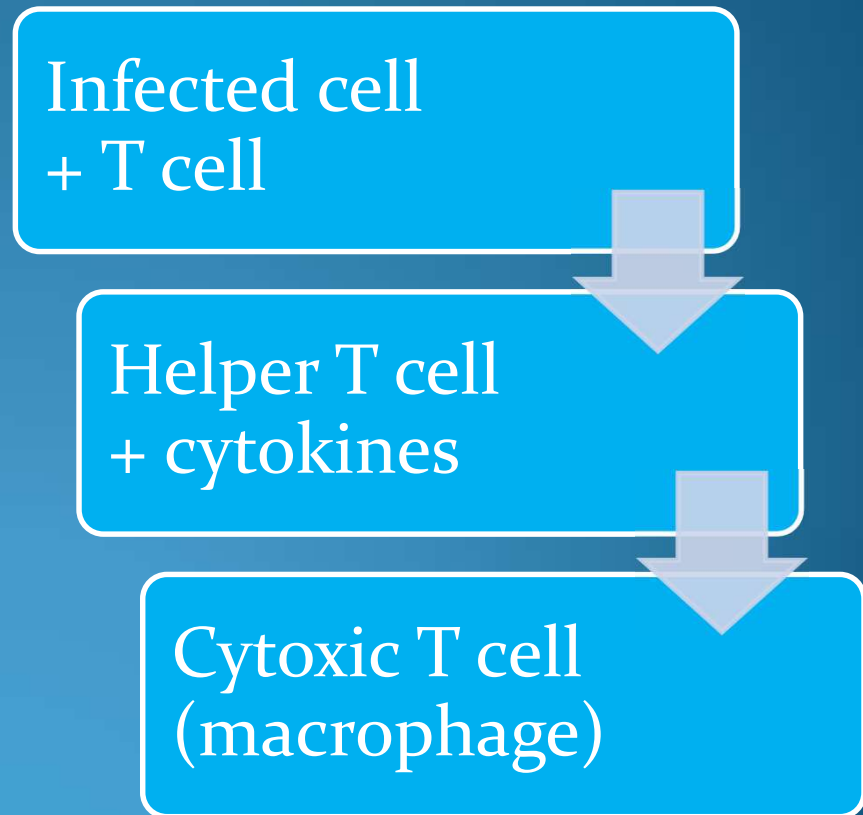 Infected cell
+ T cell
Helper T cell
+ cytokines
Cytoxic T cell
(macrophage)